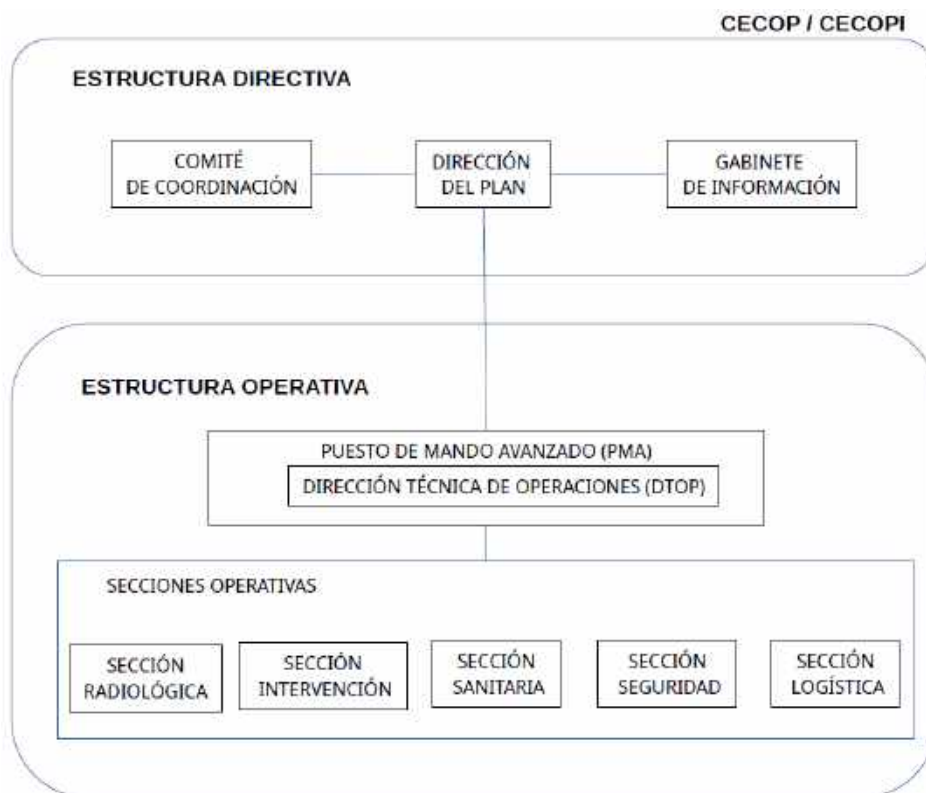 CECOP / CECOPI
ESTRUCTURA DIRECTIVA
COMITÉ
DE COORDINACIÓN
DIRECCIÓN
DEL PLAN
GABINETE
DE INFORMACIÓN
ESTRUCTURA OPERATIVA
PUESTO DE MANDO AVANZADO (PMA)
DIRECCIÓN TÉCNICA DE OPERACIONES (DTOP)
SECCIONES OPERATIVAS
SECCIÓN
RADIOLÓGICA
SECCIÓN
INTERVENCIÓN
SECCIÓN
SANITARIA
SECCIÓN
SEGURIDAD
SECCIÓN
LOGÍSTICA